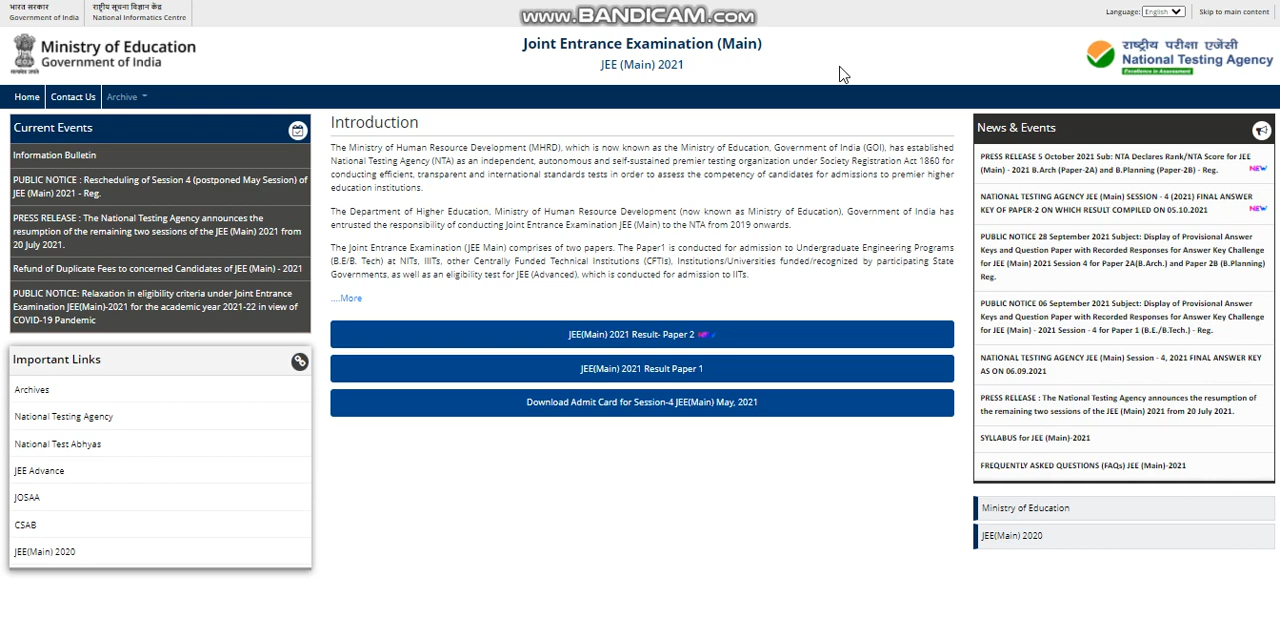 भारत सरकार
Government of India
राष्ट्रीय सूचना विज्ञान केंद्र
National Informatics Centre
WWW.BANDICAM.COM
Language: English
Skip to main content
Ministry of Education
Government of India
Joint Entrance Examination (Main)
JEE (Main) 2021
राष्ट्रीय परीक्षा एजेंसी
National Testing Agency
Excellence in Assessment
Home
Contact Us
Archive
Current Events
Information Bulletin
PUBLIC NOTICE : Rescheduling of Session 4 (postponed May Session) of
JEE (Main) 2021 - Reg.
PRESS RELEASE : The National Testing Agency announces the
resumption of the remaining two sessions of the JEE (Main) 2021 from
20 July 2021.
Refund of Duplicate Fees to concerned Candidates of JEE (Main) - 2021
PUBLIC NOTICE: Relaxation in eligibility criteria under Joint Entrance
Examination JEE(Main)-2021 for the academic year 2021-22 in view of
COVID-19 Pandemic
Important Links
Archives
National Testing Agency
National Test Abhyas
JEE Advance
JOSAA
CSAB
JEE(Main) 2020
Introduction
The Ministry of Human Resource Development (MHRD), which is now known as the Ministry of Education, Government of India (GOI), has established
National Testing Agency (NTA) as an independent, autonomous and self-sustained premier testing organization under Society Registration Act 1860 for
conducting efficient, transparent and international standards tests in order to assess the competency of candidates for admissions to premier higher
education institutions.
The Department of Higher Education, Ministry of Human Resource Development (now known as Ministry of Education), Government of India has
entrusted the responsibility of conducting Joint Entrance Examination JEE (Main) to the NTA from 2019 onwards.
The Joint Entrance Examination (JEE Main) comprises of two papers. The Paper1 is conducted for admission to Undergraduate Engineering Programs
(B.E/B. Tech) at NITs, IIITs, other Centrally Funded Technical Institutions (CFTIs), Institutions/Universities funded/recognized by participating State
Governments, as well as an eligibility test for JEE (Advanced), which is conducted for admission to IITs.
....More
JEE(Main) 2021 Result- Paper 2 NEW
JEE(Main) 2021 Result Paper 1
Download Admit Card for Session-4 JEE(Main) May, 2021
News & Events
PRESS RELEASE 5 October 2021 Sub: NTA Declares Rank/NTA Score for JEE
(Main) - 2021 B.Arch (Paper-2A) and B.Planning (Paper-2B) - Reg. NEW
NATIONAL TESTING AGENCY JEE (Main) SESSION - 4 (2021) FINAL ANSWER
KEY OF PAPER-2 ON WHICH RESULT COMPILED ON 05.10.2021 NEW
PUBLIC NOTICE 28 September 2021 Subject: Display of Provisional Answer
Keys and Question Paper with Recorded Responses for Answer Key Challenge
for JEE (Main) 2021 Session 4 for Paper 2A(B.Arch.) and Paper 2B (B.Planning)
Reg.
PUBLIC NOTICE 06 September 2021 Subject: Display of Provisional Answer
Keys and Question Paper with Recorded Responses for Answer Key Challenge
for JEE (Main) - 2021 Session - 4 for Paper 1 (B.E./B.Tech.) - Reg.
NATIONAL TESTING AGENCY JEE (Main) Session - 4, 2021 FINAL ANSWER KEY
AS ON 06.09.2021
PRESS RELEASE : The National Testing Agency announces the resumption of
the remaining two sessions of the JEE (Main) 2021 from 20 July 2021.
SYLLABUS for JEE (Main)-2021
FREQUENTLY ASKED QUESTIONS (FAQs) JEE (Main)-2021
Ministry of Education
JEE(Main) 2020